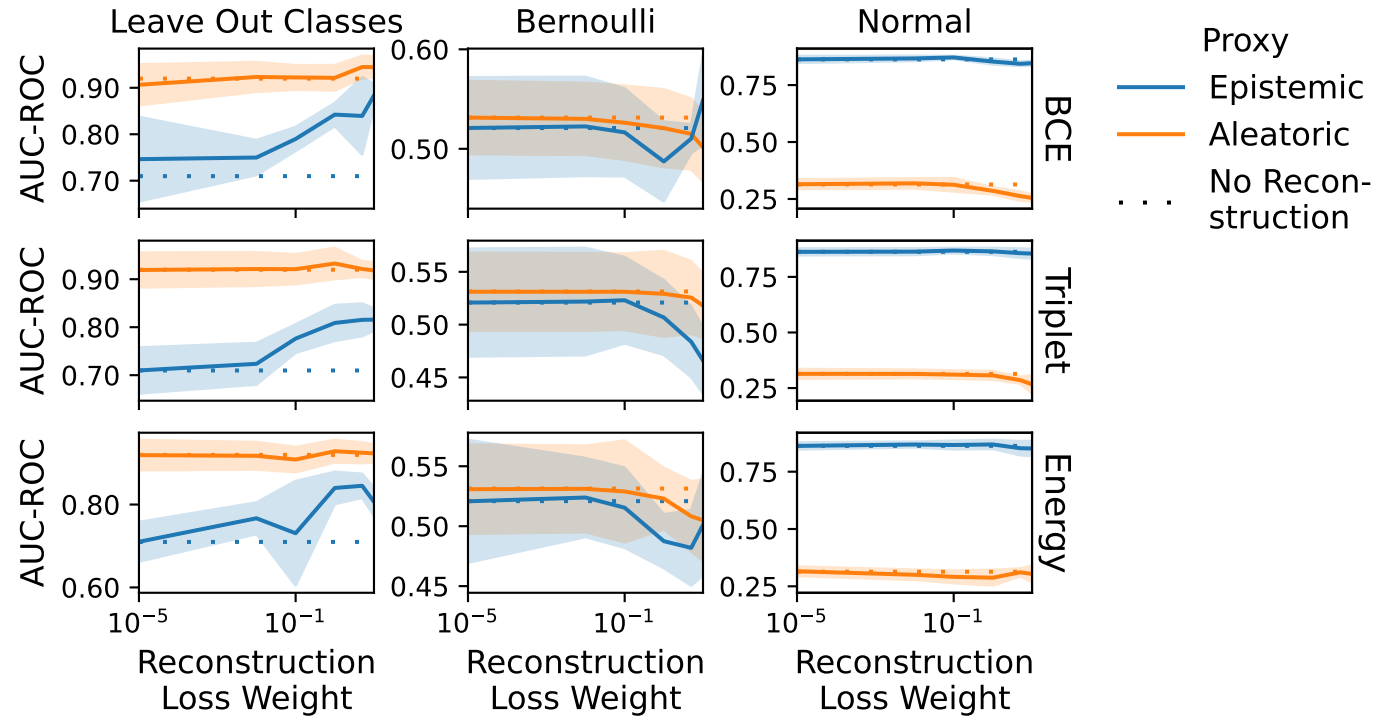 Leave Out Classes
Bernoulli
Normal
AUC-ROC
0.90
0.80
0.70
0.60
0.50
0.75
0.50
0.25
BCE
AUC-ROC
0.90
0.80
0.70
0.55
0.50
0.45
0.75
0.50
0.25
Triplet
AUC-ROC
0.80
0.60
0.55
0.50
0.45
0.75
0.50
0.25
Energy
10−5
10−1
10−5
10−1
10−5
10−1
Reconstruction
Loss Weight
Reconstruction
Loss Weight
Reconstruction
Loss Weight
Proxy
Epistemic
Aleatoric
No Recon-
struction